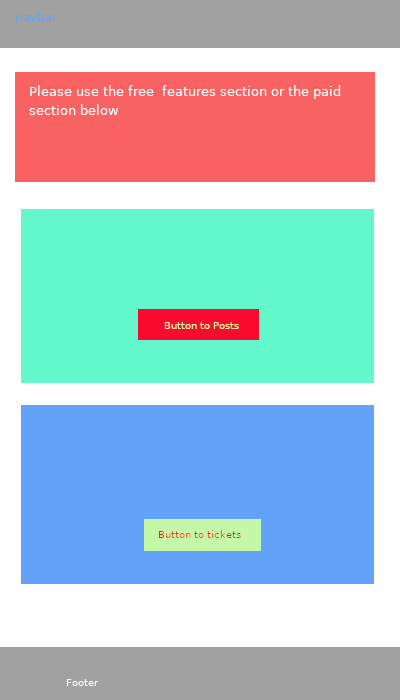 navbar
Please use the free  features section or the paid
section below
Button to Posts
Button to tickets
Footer